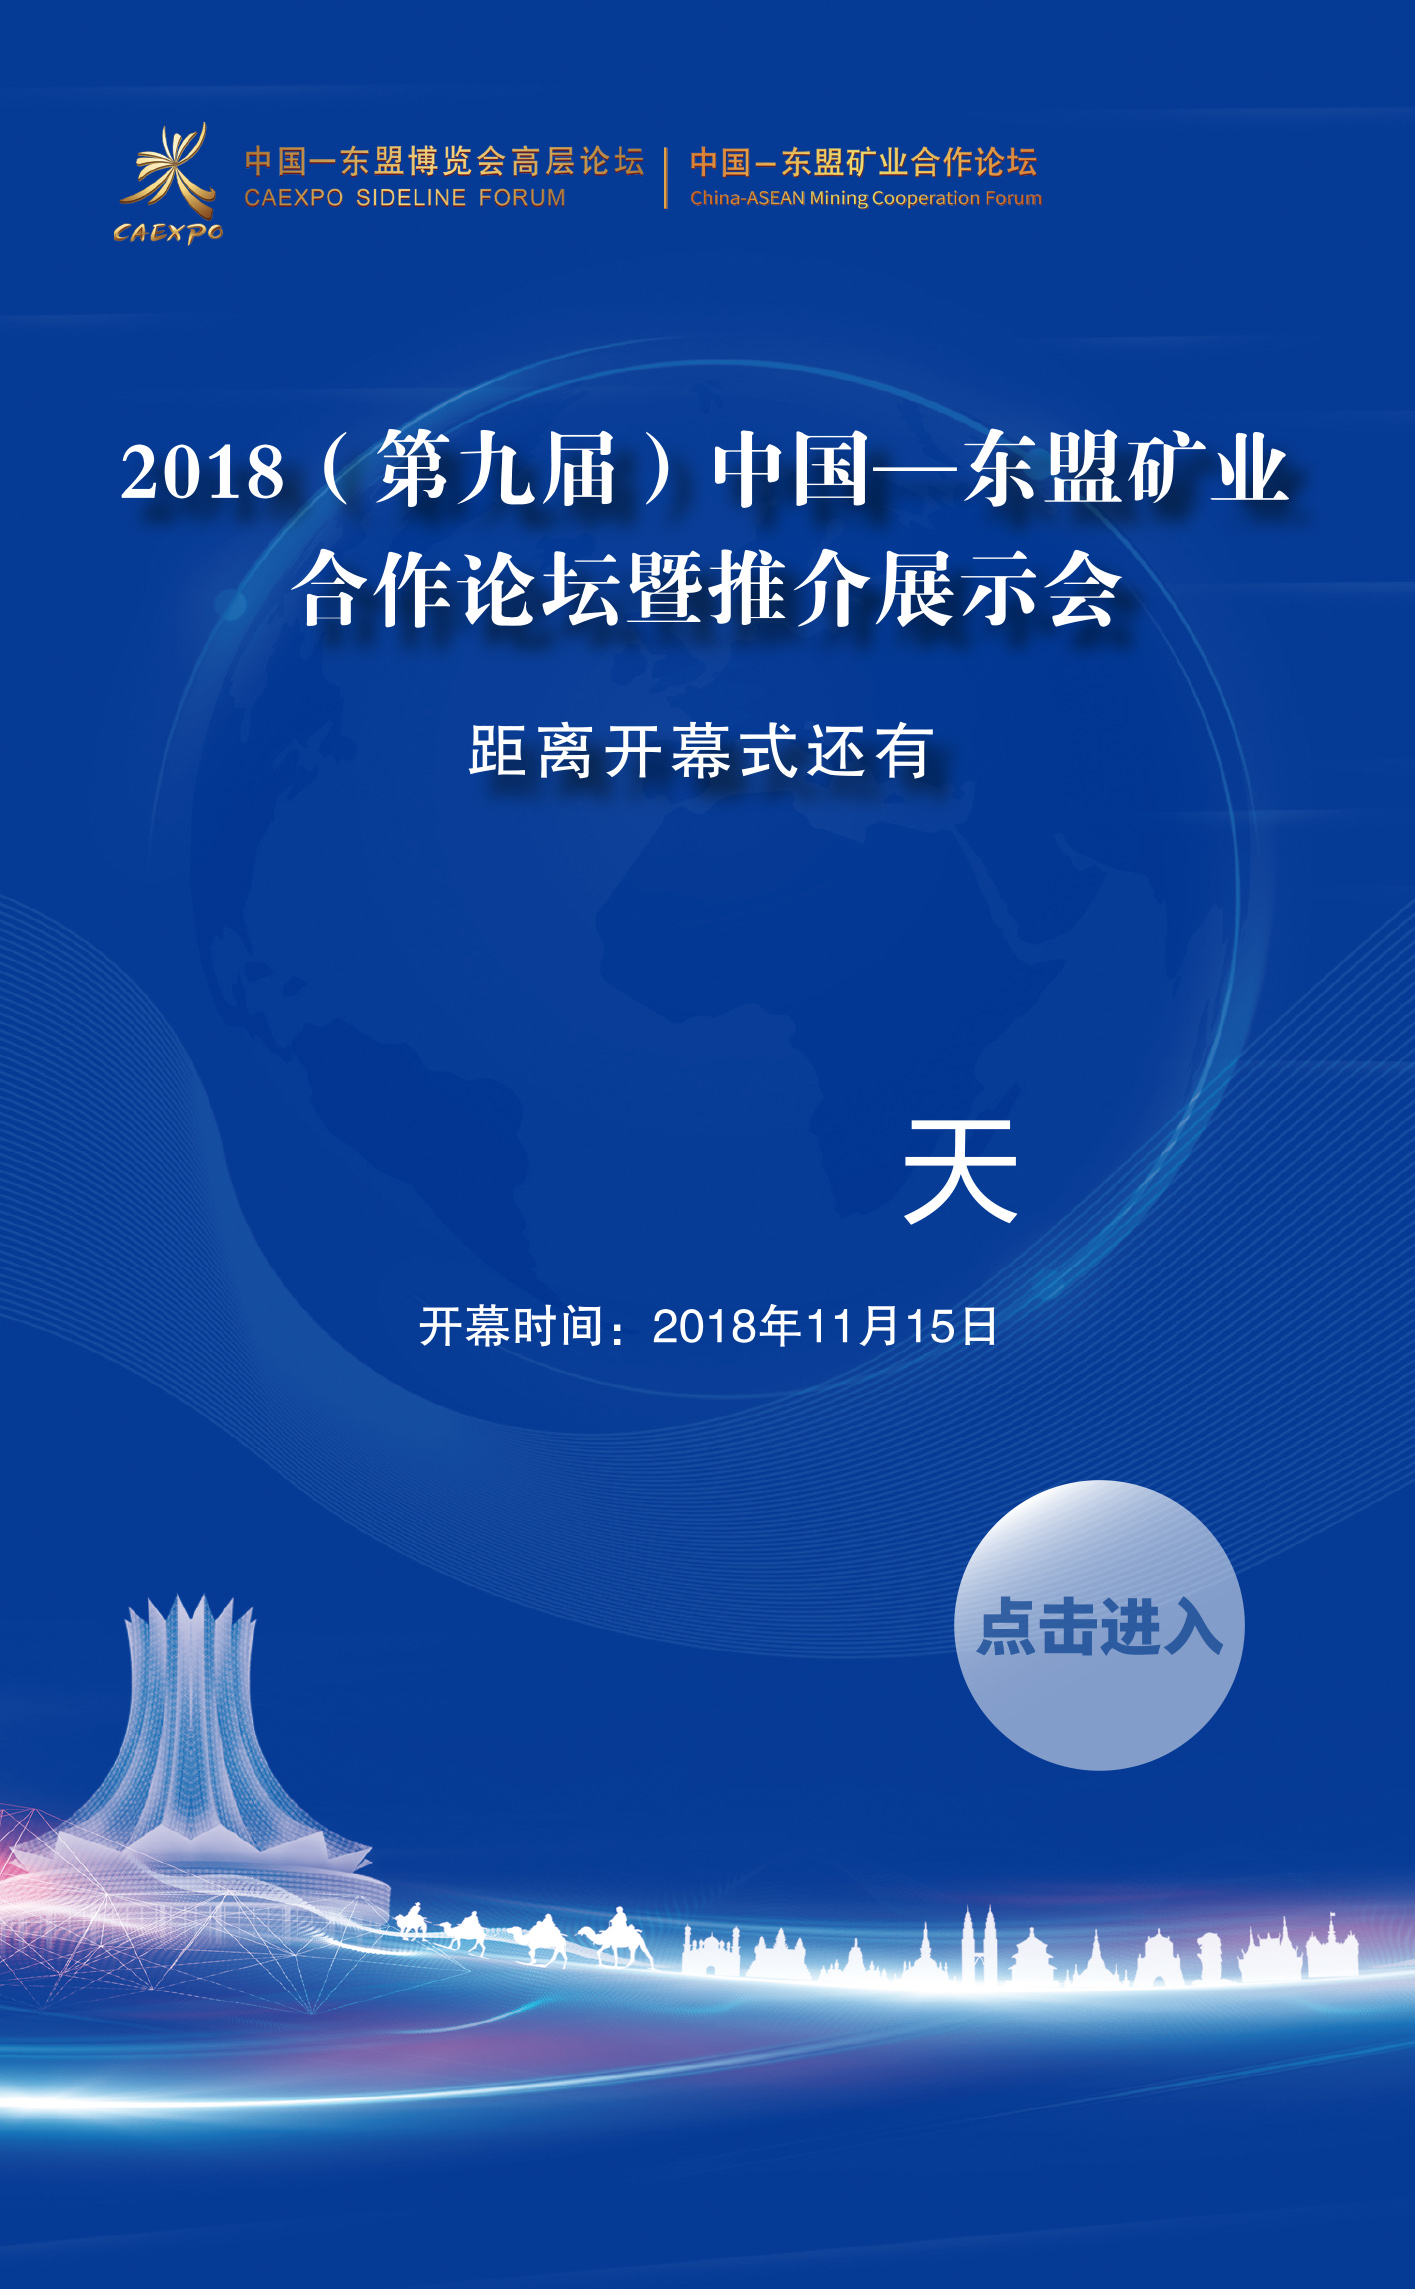 中国—东盟博览会高层论坛
CAEXPO SIDELINE FORUM
中国–东盟矿业合作论坛
China-ASEAN Mining Cooperation Forum
CAEXPO
2018（第九届）中国—东盟矿业
合作论坛暨推介展示会
距离开幕式还有
天
开幕时间：2018年11月15日
点击进入